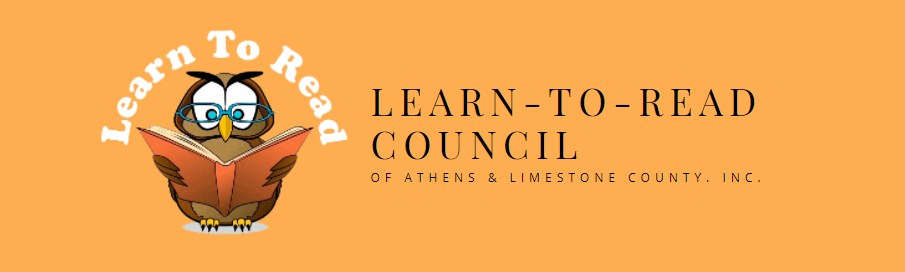 Learn To Read
LEARN-TO-READ
COUNCIL
OF ATHENS & LIMESTONE COUNTY. INC.